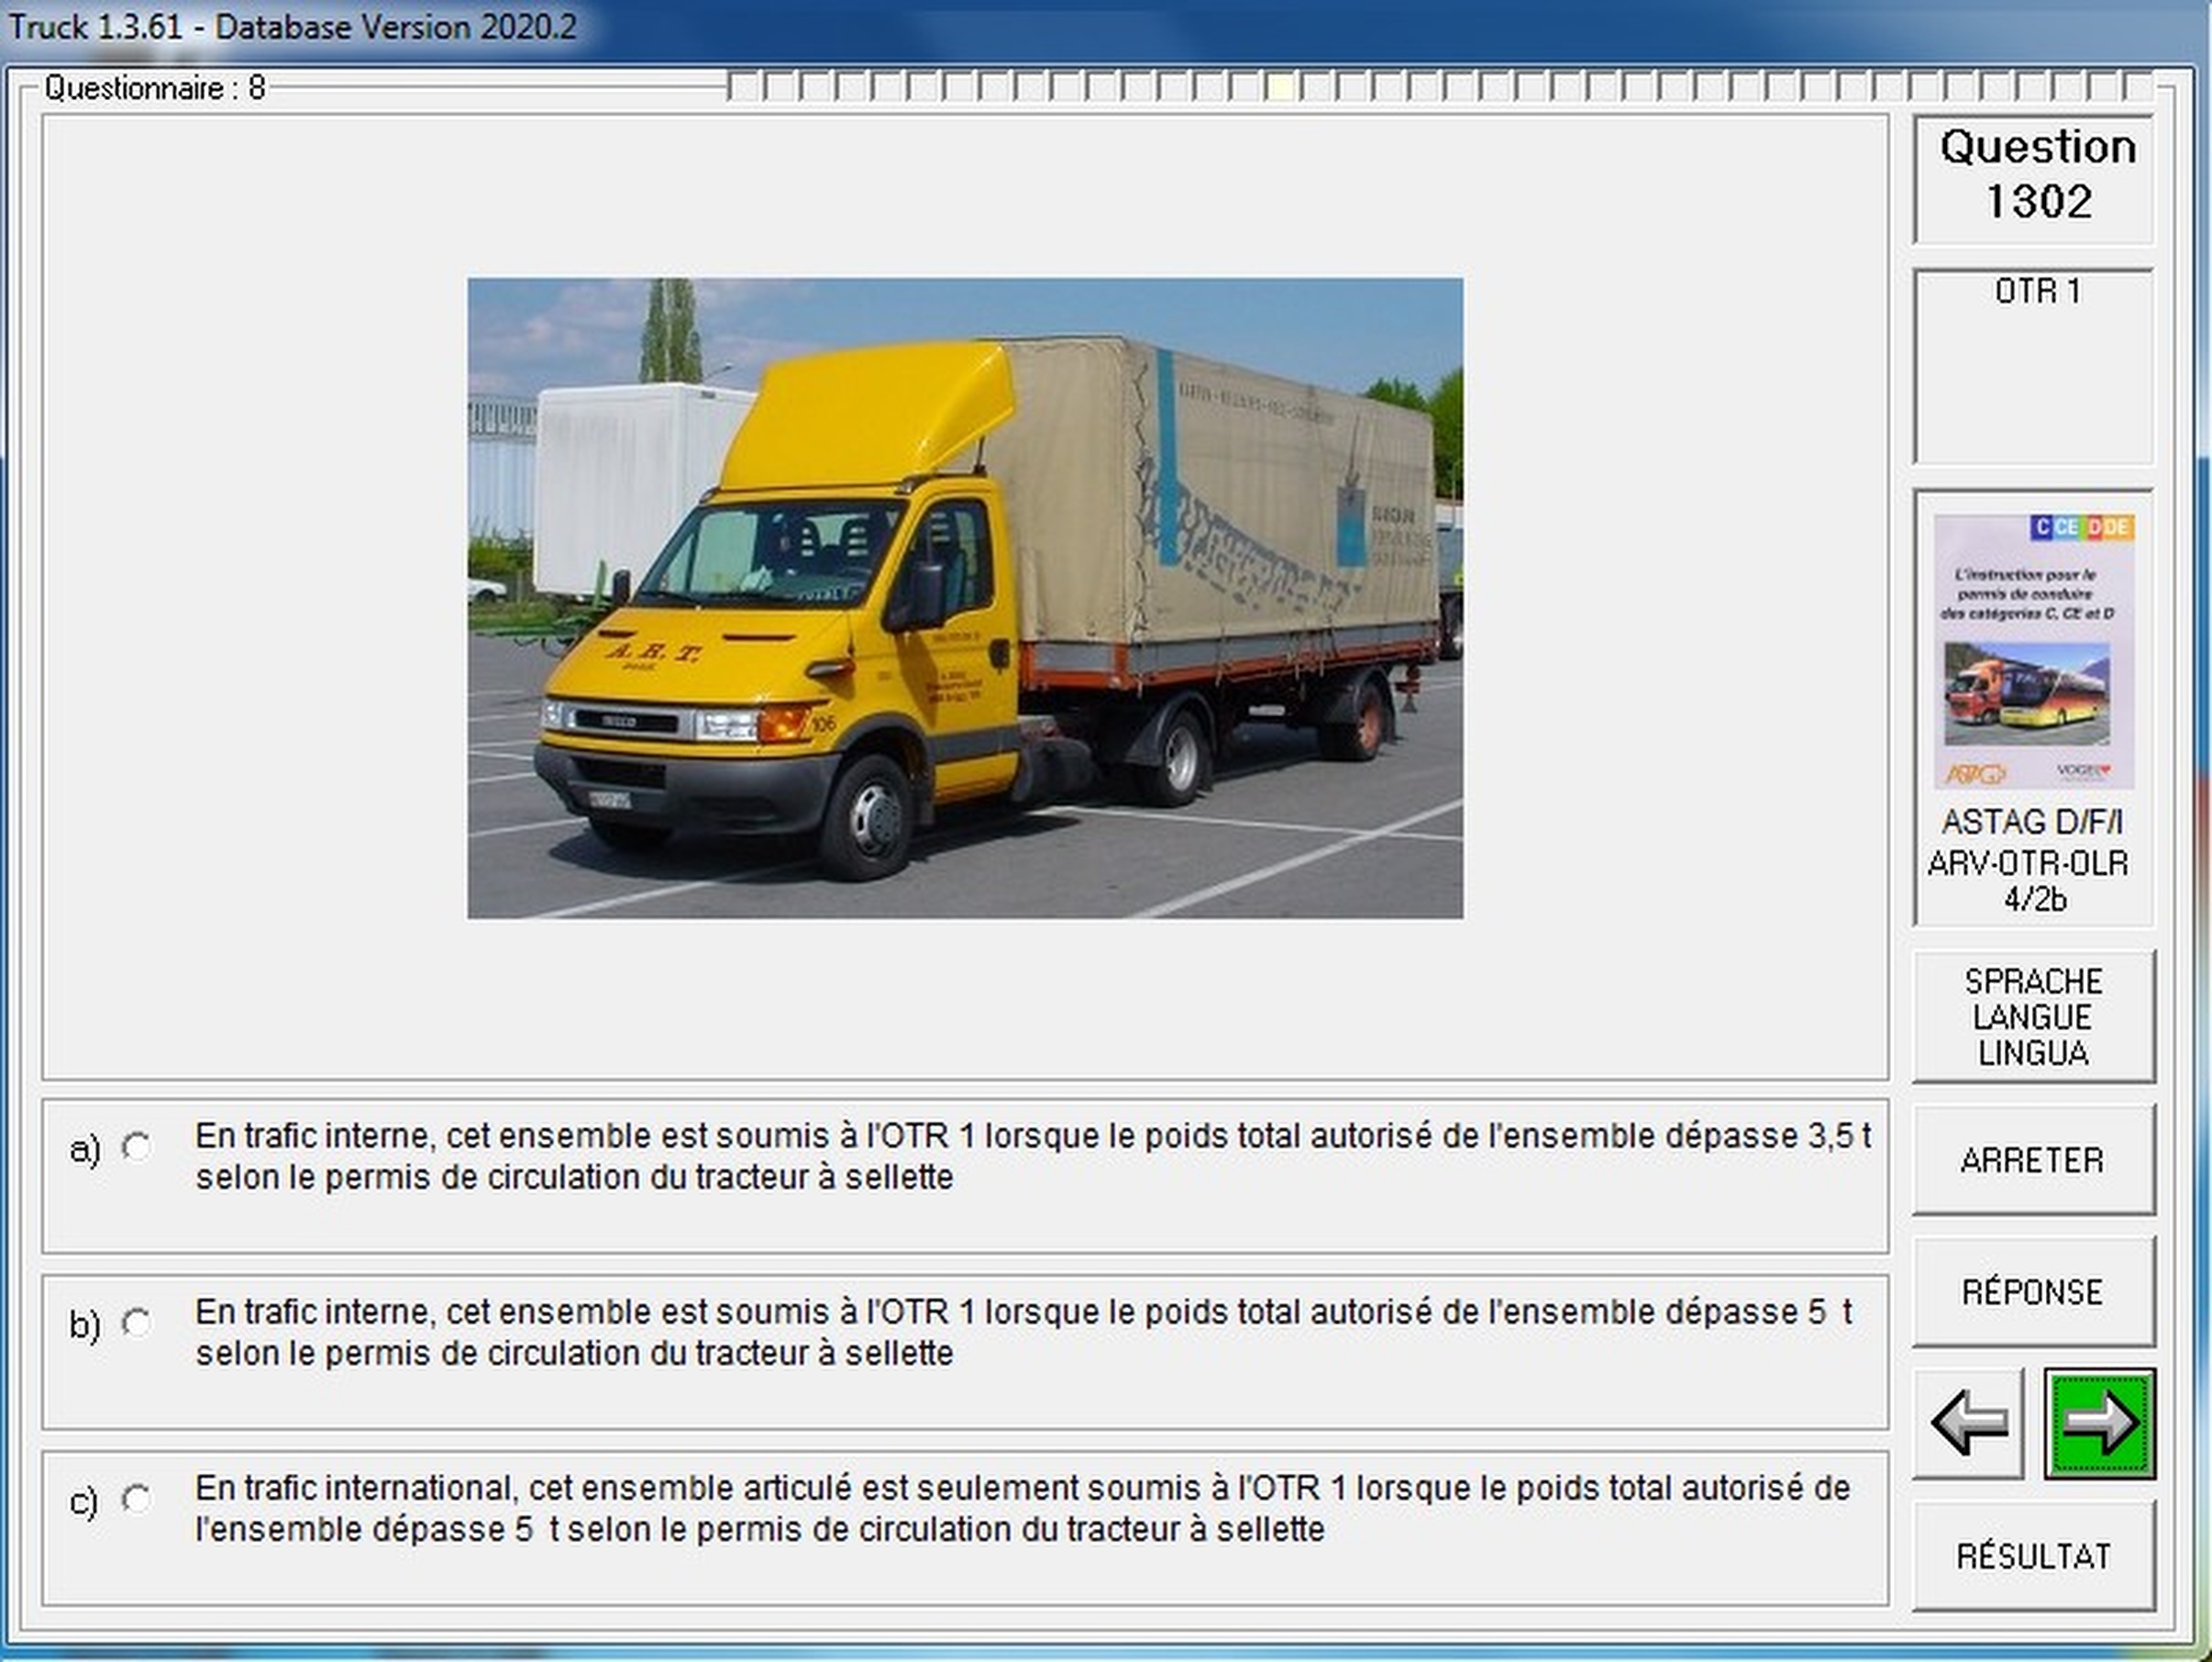 Truck 1.3.61 - Database Version 2020.2
Questionnaire : 8
Question
1302
OTR 1
A. R. T.
106
C CE D DE
L'instruction pour le
permis de conduire
des catégories C, CE et D
ASTAG
VOGEL
ASTAG D/F/I
ARV-OTR-OLR
4/2b
SPRACHE
LANGUE
LINGUA
ARRETER
RÉPONSE
RÉSULTAT
a) En trafic interne, cet ensemble est soumis à l'OTR 1 lorsque le poids total autorisé de l'ensemble dépasse 3,5 t
selon le permis de circulation du tracteur à sellette
b) En trafic interne, cet ensemble est soumis à l'OTR 1 lorsque le poids total autorisé de l'ensemble dépasse 5 t
selon le permis de circulation du tracteur à sellette
c) En trafic international, cet ensemble articulé est seulement soumis à l'OTR 1 lorsque le poids total autorisé de
l'ensemble dépasse 5 t selon le permis de circulation du tracteur à sellette